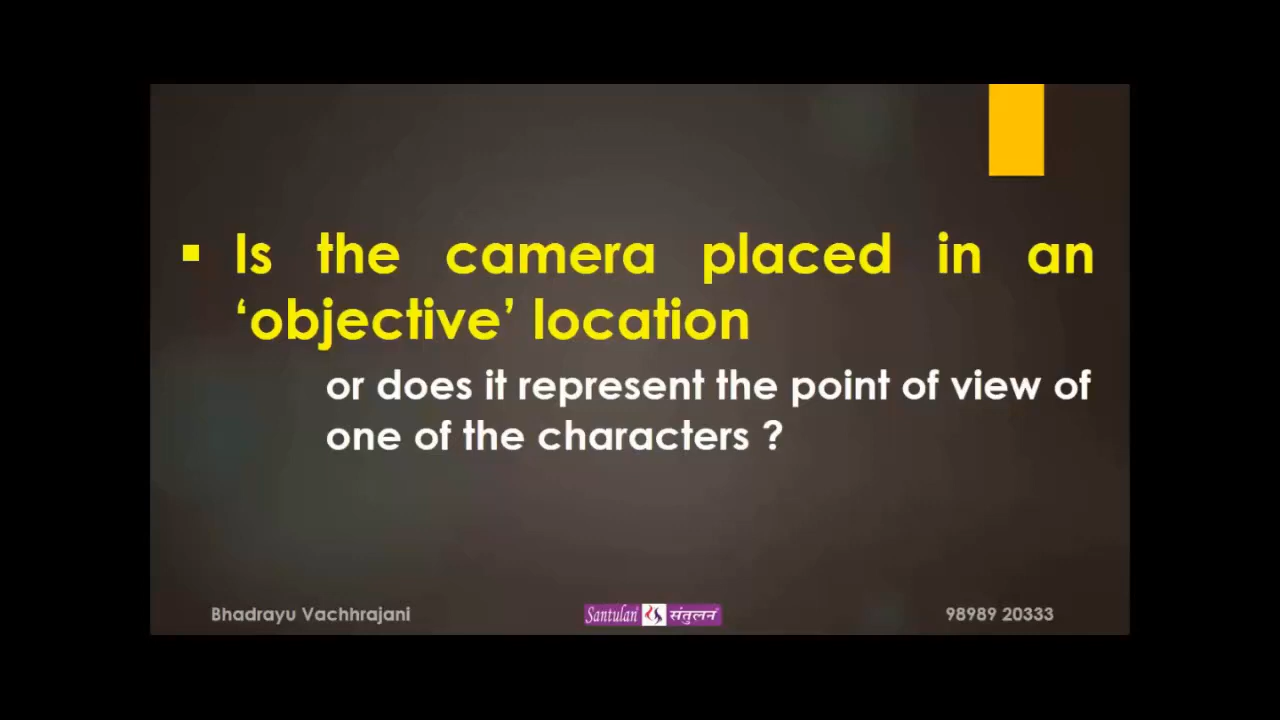 ▪ Is the camera placed in an
‘objective’ location
or does it represent the point of view of
one of the characters ?
Bhadrayu Vachhrajani
Santulan संतुलन
98989 20333